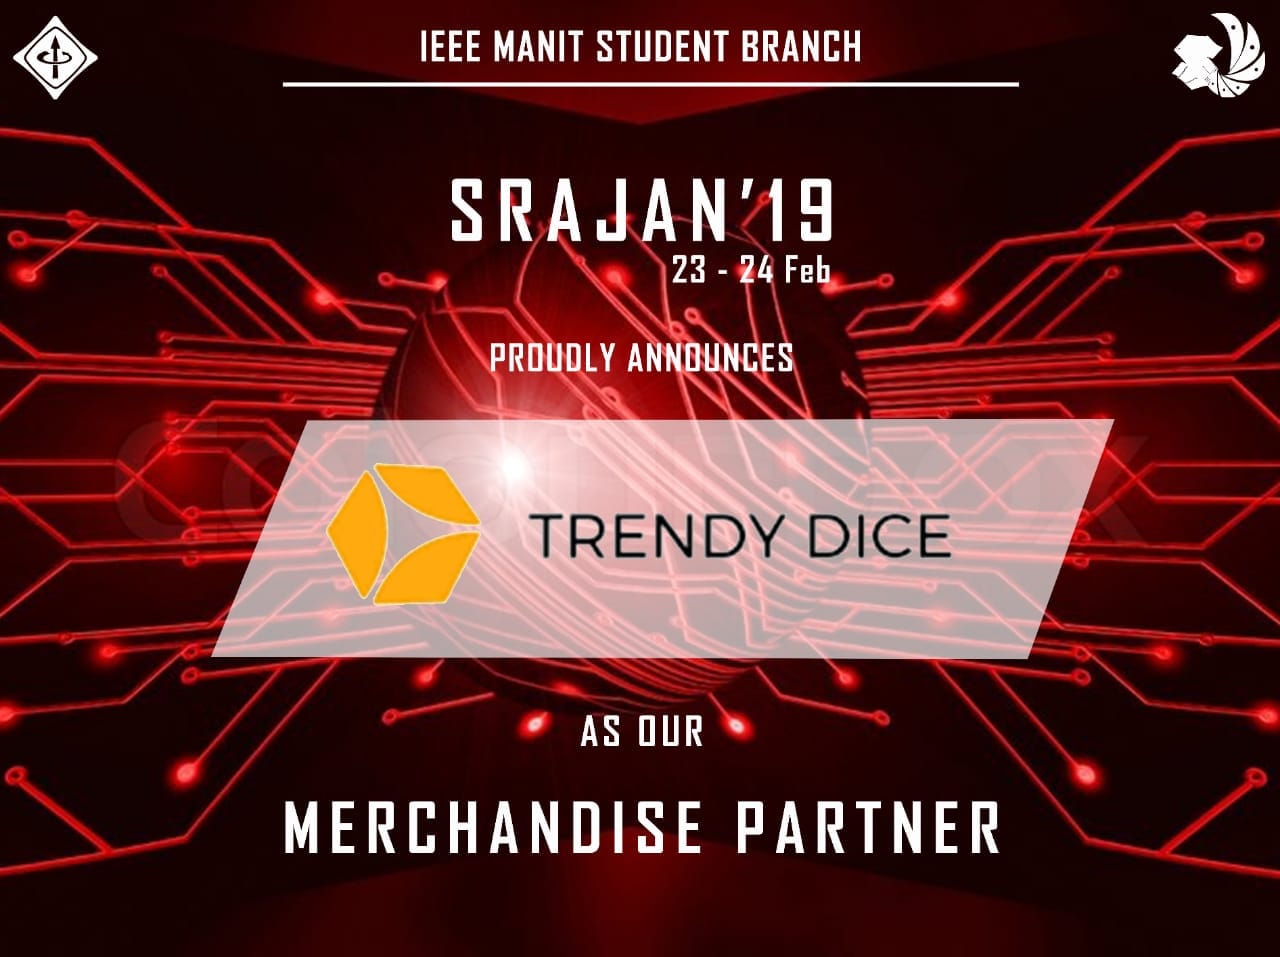 IEEE MANIT STUDENT BRANCH
SRAJAN'19
23 - 24 Feb
PROUDLY ANNOUNCES
TRENDY DICE
AS OUR
MERCHANDISE PARTNER